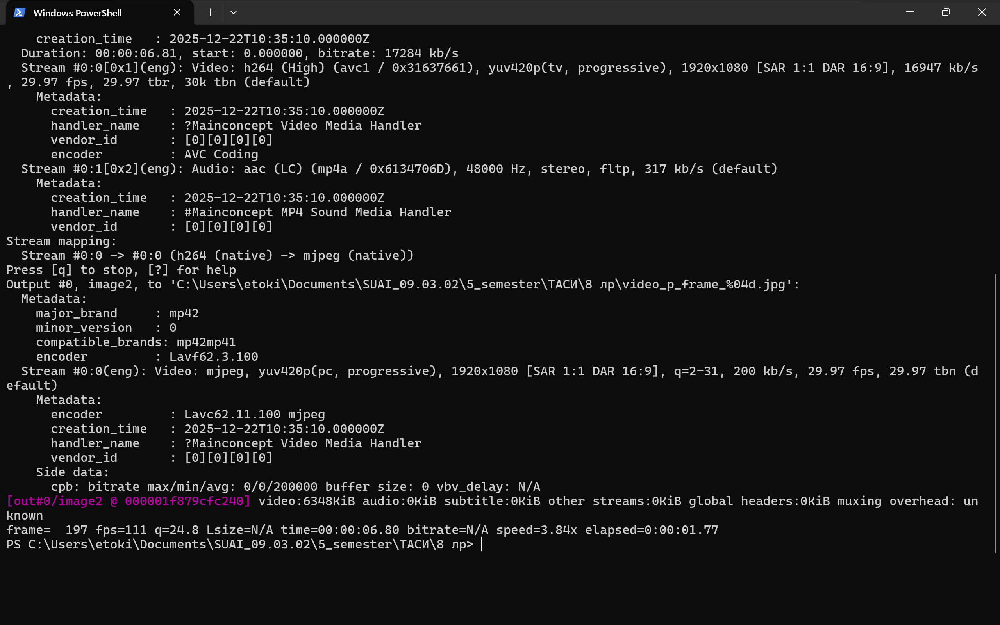 Windows PowerShell
creation_time   : 2025-12-22T10:35:10.000000Z
Duration: 00:00:06.81, start: 0.000000, bitrate: 17284 kb/s
Stream #0:0[0x1](eng): Video: h264 (High) (avc1 / 0x31637661), yuv420p(tv, progressive), 1920x1080 [SAR 1:1 DAR 16:9], 16947 kb/s
, 29.97 fps, 29.97 tbr, 30k tbn (default)
Metadata:
creation_time   : 2025-12-22T10:35:10.000000Z
handler_name    : ?Mainconcept Video Media Handler
vendor_id       : [0][0][0][0]
encoder         : AVC Coding
Stream #0:1[0x2](eng): Audio: aac (LC) (mp4a / 0x6134706D), 48000 Hz, stereo, fltp, 317 kb/s (default)
Metadata:
creation_time   : 2025-12-22T10:35:10.000000Z
handler_name    : #Mainconcept MP4 Sound Media Handler
vendor_id       : [0][0][0][0]
Stream mapping:
Stream #0:0 -> #0:0 (h264 (native) -> mjpeg (native))
Press [q] to stop, [?] for help
Output #0, image2, to 'C:\Users\etoki\Documents\SUAI_09.03.02\5_semester\ТАСИ\8 лр\video_p_frame_%04d.jpg':
Metadata:
major_brand     : mp42
minor_version   : 0
compatible_brands: mp42mp41
encoder         : Lavf62.3.100
Stream #0:0(eng): Video: mjpeg, yuv420p(pc, progressive), 1920x1080 [SAR 1:1 DAR 16:9], q=2-31, 200 kb/s, 29.97 fps, 29.97 tbn (d
efault)
Metadata:
encoder         : Lavc62.11.100 mjpeg
creation_time   : 2025-12-22T10:35:10.000000Z
handler_name    : ?Mainconcept Video Media Handler
vendor_id       : [0][0][0][0]
Side data:
cpb: bitrate max/min/avg: 0/0/200000 buffer size: 0 vbv_delay: N/A
[out#0/image2 @ 000001f879cfc240] video:6348KiB audio:0KiB subtitle:0KiB other streams:0KiB global headers:0KiB muxing overhead: un
known
frame=  197 fps=111 q=24.8 Lsize=N/A time=00:00:06.80 bitrate=N/A speed=3.84x elapsed=0:00:01.77
PS C:\Users\etoki\Documents\SUAI_09.03.02\5_semester\ТАСИ\8 лр>